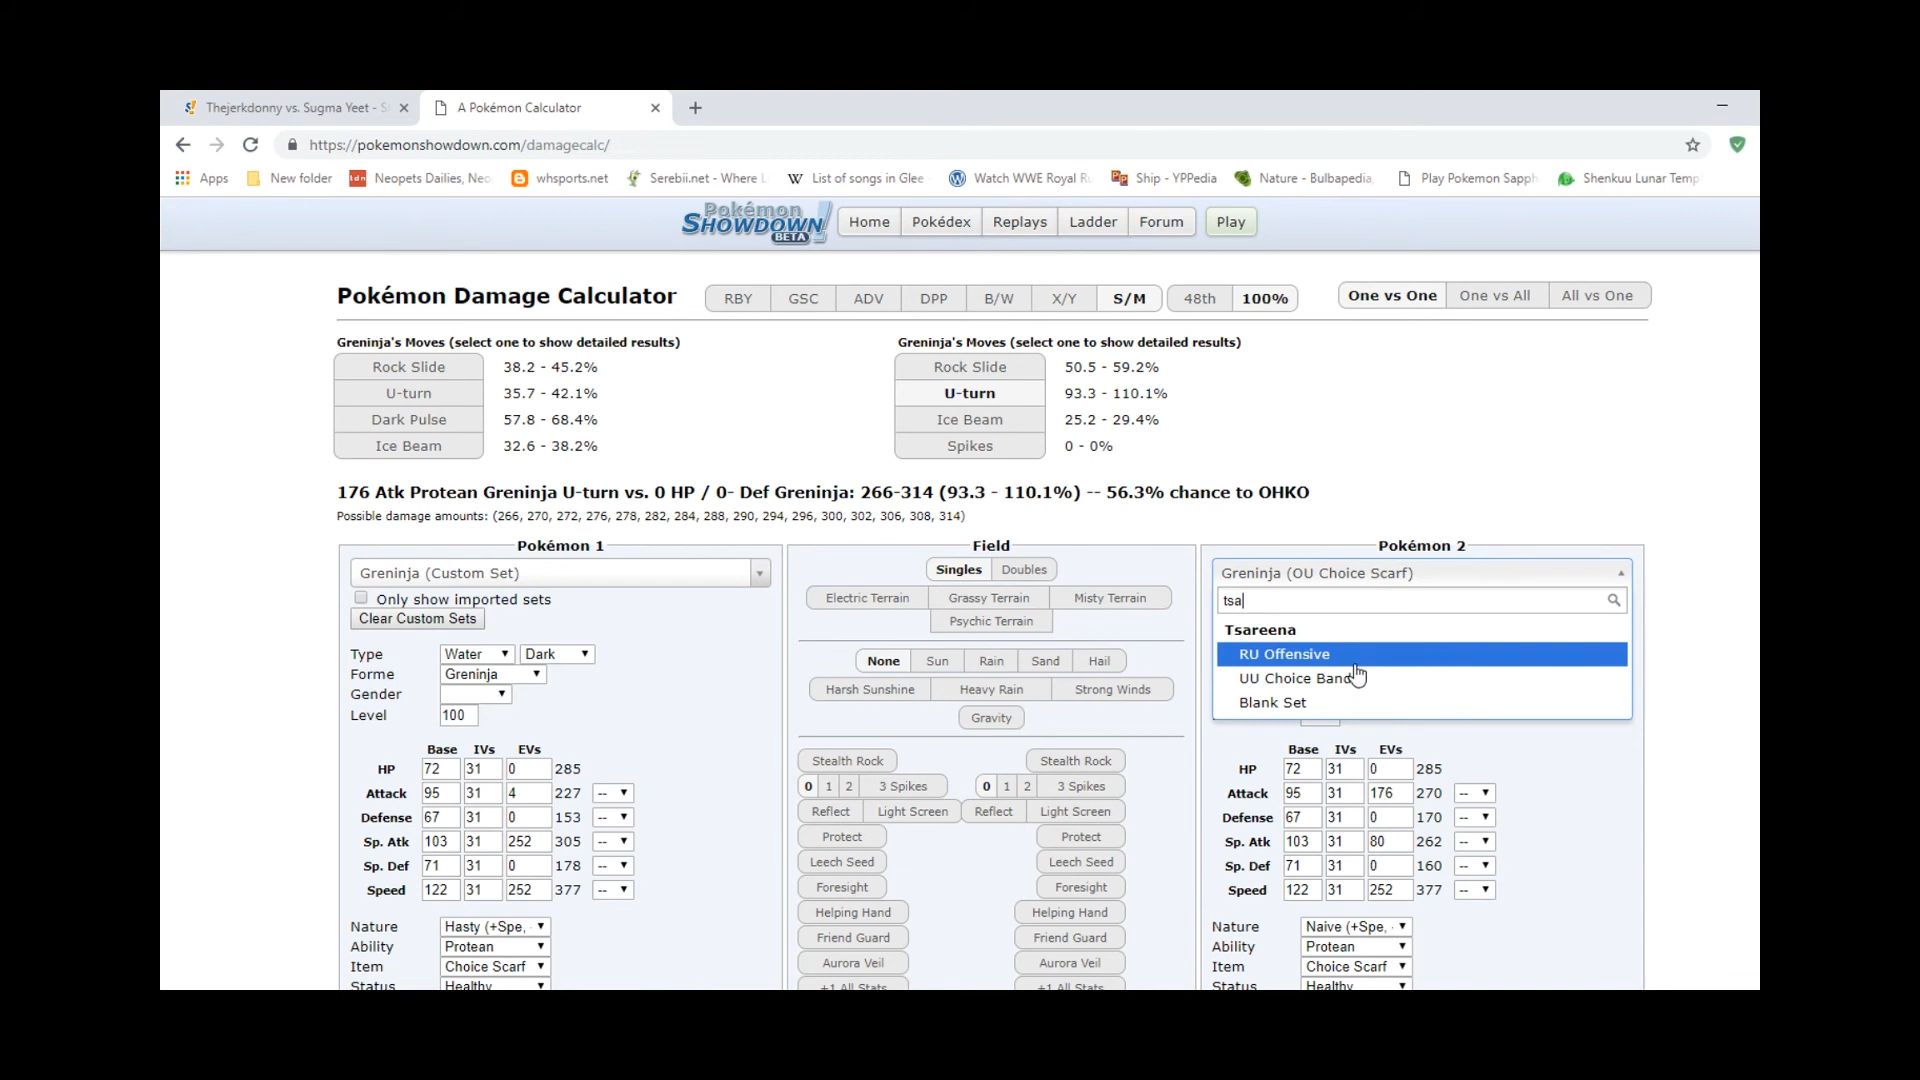 Thejerkdonny vs. Sugma Yeet - S
A Pokémon Calculator
https://pokemonshowdown.com/damagecalc/
Apps New folder Neopets Dailies, Neo whsports.net Serebii.net - Where L List of songs in Glee Watch WWE Royal Ru Ship - YPPedia Nature - Bulbapedia, Play Pokemon Sapph Shenkuu Lunar Temp
Pokémon SHOWDOWN! BETA
Home Pokédex Replays Ladder Forum Play
Pokémon Damage Calculator RBY GSC ADV DPP B/W X/Y S/M 48th 100% One vs One One vs All All vs One
Greninja's Moves (select one to show detailed results) Greninja's Moves (select one to show detailed results)
Rock Slide 38.2 - 45.2% Rock Slide 50.5 - 59.2%
U-turn 35.7 - 42.1% U-turn 93.3 - 110.1%
Dark Pulse 57.8 - 68.4% Ice Beam 25.2 - 29.4%
Ice Beam 32.6 - 38.2% Spikes 0 - 0%
176 Atk Protean Greninja U-turn vs. 0 HP / 0- Def Greninja: 266-314 (93.3 - 110.1%) -- 56.3% chance to OHKO
Possible damage amounts: (266, 270, 272, 276, 278, 282, 284, 288, 290, 294, 296, 300, 302, 306, 308, 314)
Pokémon 1
Greninja (Custom Set)
Only show imported sets
Clear Custom Sets
Type Water Dark
Forme Greninja
Gender
Level 100
Base IVs EVs
HP 72 31 0 285
Attack 95 31 4 227 --
Defense 67 31 0 153 --
Sp. Atk 103 31 252 305 --
Sp. Def 71 31 0 178 --
Speed 122 31 252 377 --
Nature Hasty (+Spe, -
Ability Protean
Item Choice Scarf
Status Healthy
Field
Singles Doubles
Electric Terrain Grassy Terrain Misty Terrain
Psychic Terrain
None Sun Rain Sand Hail
Harsh Sunshine Heavy Rain Strong Winds
Gravity
Stealth Rock Stealth Rock
0 1 2 3 Spikes 0 1 2 3 Spikes
Reflect Light Screen Reflect Light Screen
Protect Protect
Leech Seed Leech Seed
Foresight Foresight
Helping Hand Helping Hand
Friend Guard Friend Guard
Aurora Veil Aurora Veil
+1 All Stats +1 All Stats
Pokémon 2
Greninja (OU Choice Scarf)
tsa
Tsareena
RU Offensive
UU Choice Band
Blank Set
Base IVs EVs
HP 72 31 0 285
Attack 95 31 176 270 --
Defense 67 31 0 170 --
Sp. Atk 103 31 80 262 --
Sp. Def 71 31 0 160 --
Speed 122 31 252 377 --
Nature Naive (+Spe, -
Ability Protean
Item Choice Scarf
Status Healthy